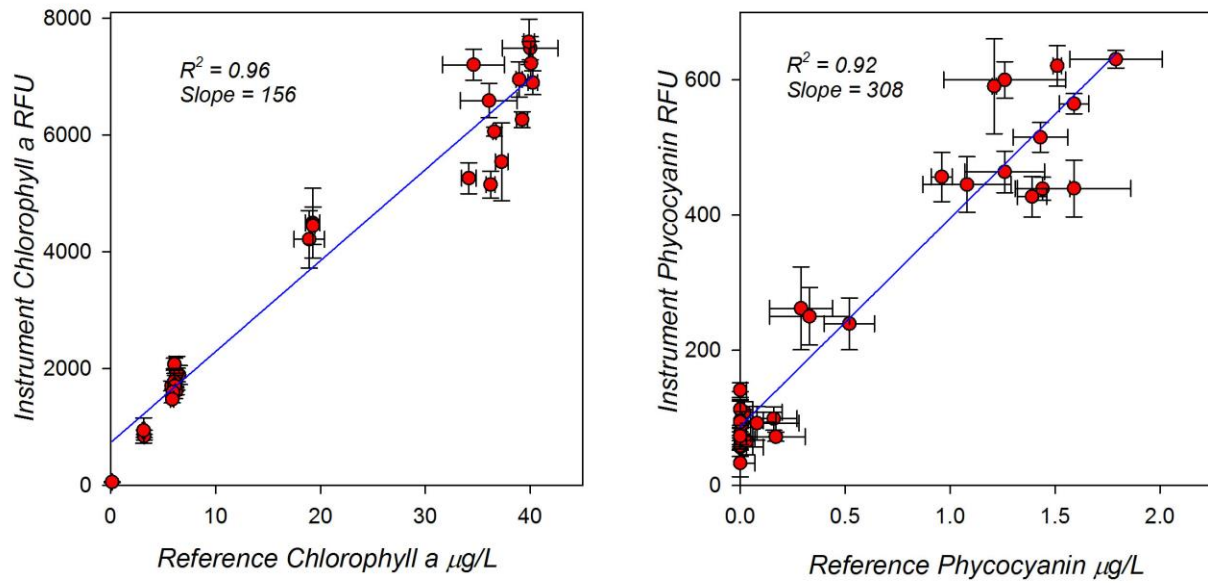 8000
6000
4000
2000
0
Instrument Chlorophyll a RFU
R² = 0.96
Slope = 156
0 10 20 30 40
Reference Chlorophyll a μg/L
600
400
200
0
Instrument Phycocyanin RFU
R² = 0.92
Slope = 308
0.0 0.5 1.0 1.5 2.0
Reference Phycocyanin μg/L